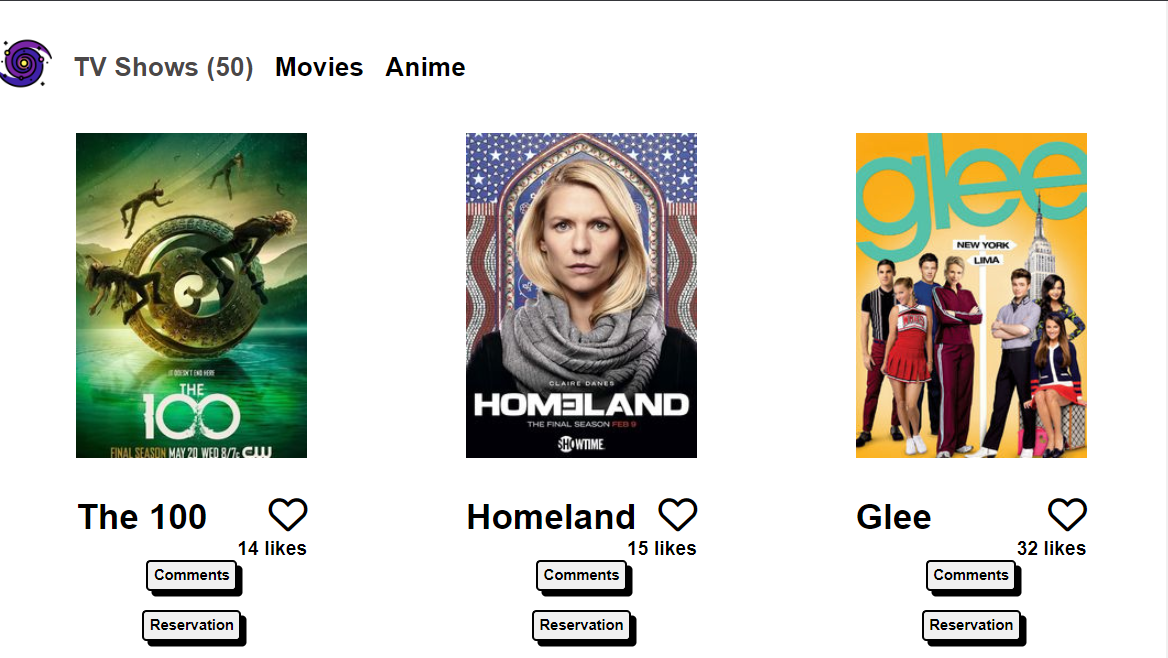 TV Shows (50) Movies Anime
IT DOESN'T END HERE
THE
100
FINAL SEASON MAY 20 WED 8/7c CW
CLAIRE DANES
HOMELAND
THE FINAL SEASON FEB 9
SHOWTIME
glee
NEW YORK
LIMA
The 100
14 likes
Comments
Reservation
Homeland
15 likes
Comments
Reservation
Glee
32 likes
Comments
Reservation